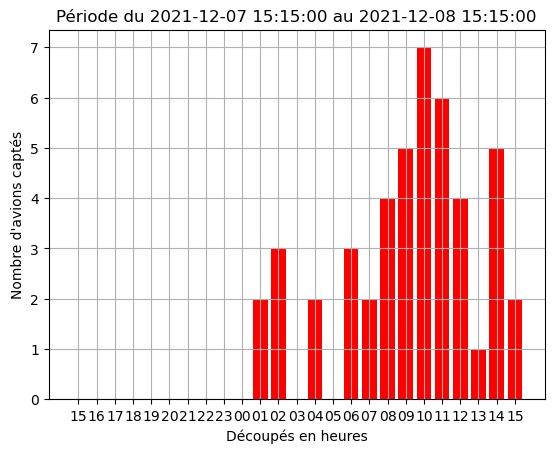 Période du 2021-12-07 15:15:00 au 2021-12-08 15:15:00
7
6
5
4
3
2
1
0
Nombre d'avions captés
15 16 17 18 19 20 21 22 23 00 01 02 03 04 05 06 07 08 09 10 11 12 13 14 15
Découpés en heures